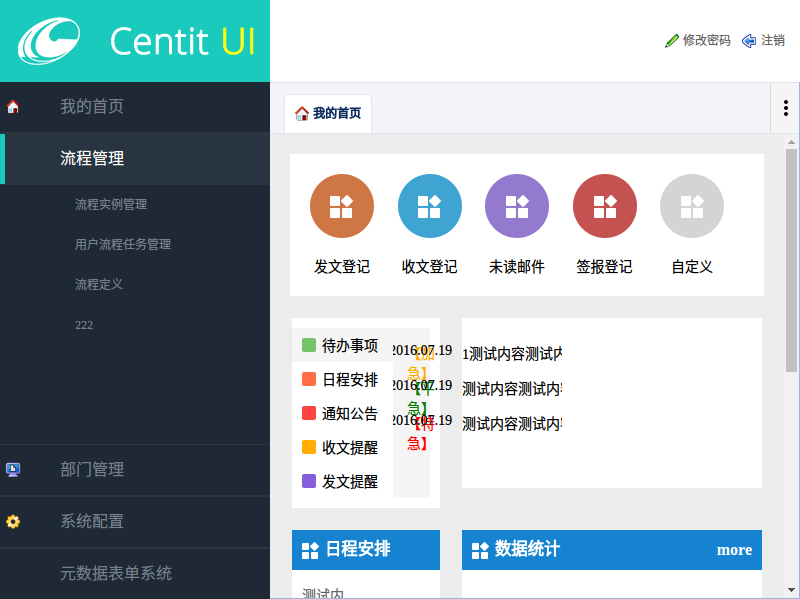 Centit UI
修改密码 注销
我的首页
流程管理
流程实例管理
用户流程任务管理
流程定义
222
部门管理
系统配置
元数据表单系统
我的首页
发文登记 收文登记 未读邮件 签报登记 自定义
待办事项
日程安排
通知公告
收文提醒
发文提醒
2016.07.19
2016.07.19
2016.07.19
1测试内容测试内
测试内容测试内
测试内容测试内
日程安排
测试内
数据统计 more